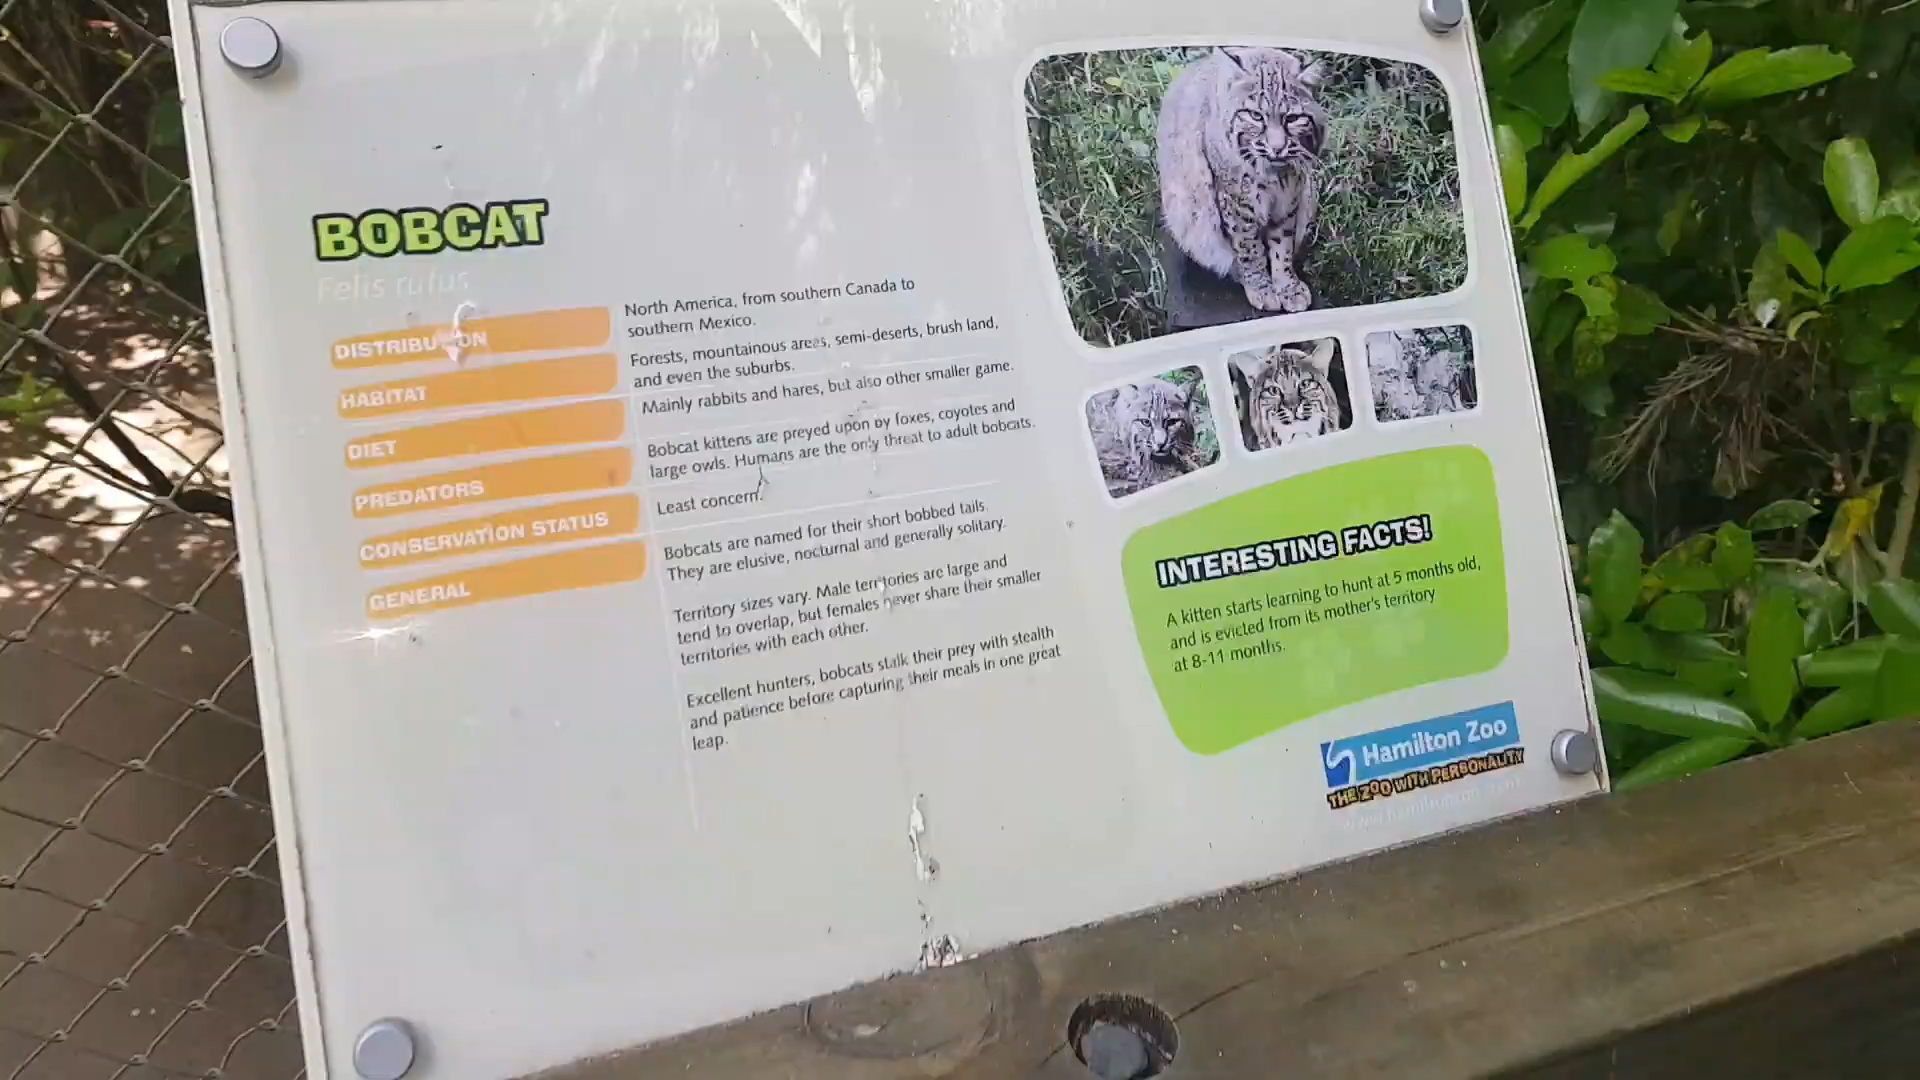 BOBCAT
Felis rufus
DISTRIBUTION
North America, from southern Canada to
southern Mexico.
HABITAT
Forests, mountainous areas, semi-deserts, brush land,
and even the suburbs.
DIET
Mainly rabbits and hares, but also other smaller game.
PREDATORS
Bobcat kittens are preyed upon by foxes, coyotes and
large owls. Humans are the only threat to adult bobcats.
CONSERVATION STATUS
Least concern.
GENERAL
Bobcats are named for their short bobbed tails.
They are elusive, nocturnal and generally solitary.
Territory sizes vary. Male territories are large and
tend to overlap, but females never share their smaller
territories with each other.
Excellent hunters, bobcats stalk their prey with stealth
and patience before capturing their meals in one great
leap.
INTERESTING FACTS!
A kitten starts learning to hunt at 5 months old,
and is evicted from its mother's territory
at 8-11 months.
Hamilton Zoo
THE ZOO WITH PERSONALITY